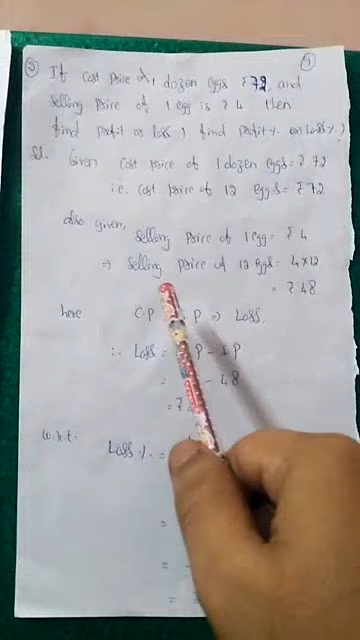 ①
③ If Cost Price of 1 dozen eggs ₹72, and
Selling Price of 1 egg is ₹4. then
find Profit or loss.) find Profit% or Loss%.)
Sol. Given Cost Price of 1 dozen eggs = ₹72
i.e. Cost Price of 12 eggs = ₹72
also given,
Selling Price of 1 egg = ₹4
⇒ Selling Price of 12 eggs = 4×12
= ₹48
here C.P P ⇒ Loss.
∴ Loss = P - S.P
= - 48
= ₹
W.K.T. Loss% =
=
=
=